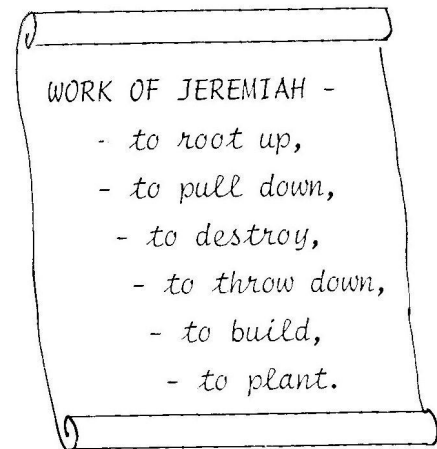 WORK OF JEREMIAH -
- to root up,
- to pull down,
- to destroy,
- to throw down,
- to build,
- to plant.